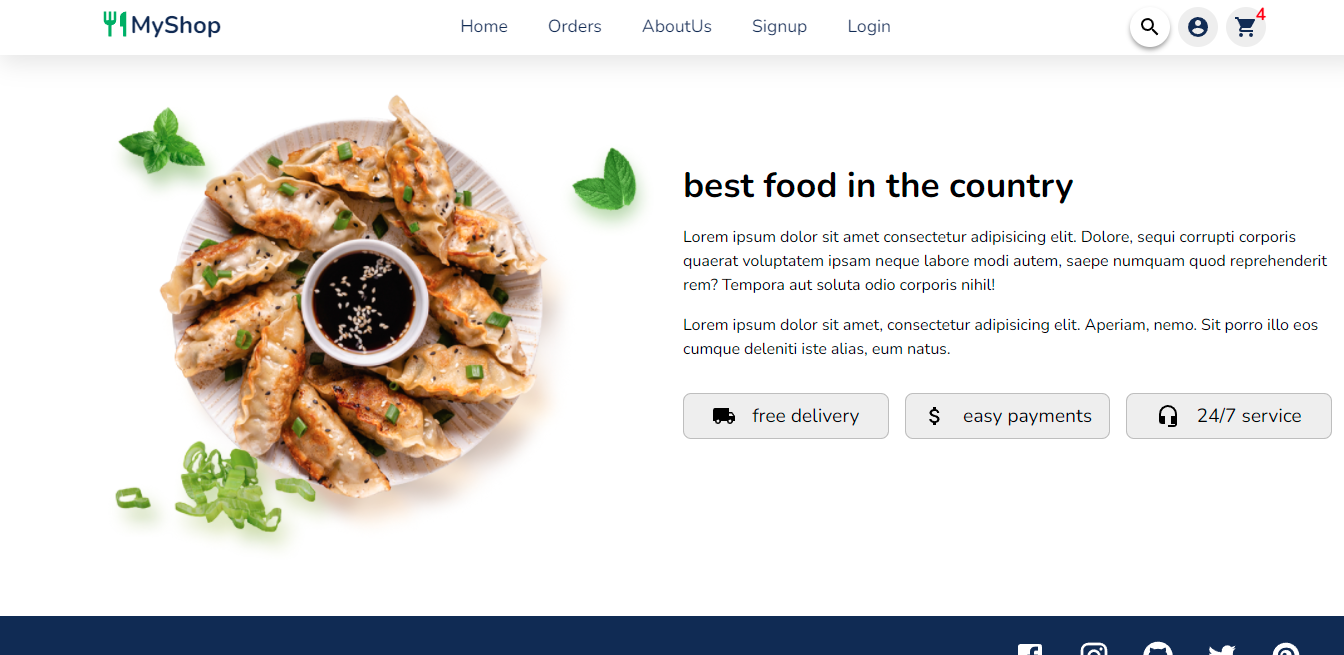 MyShop
Home Orders AboutUs Signup Login
4
best food in the country
Lorem ipsum dolor sit amet consectetur adipisicing elit. Dolore, sequi corrupti corporis
quaerat voluptatem ipsam neque labore modi autem, saepe numquam quod reprehenderit
rem? Tempora aut soluta odio corporis nihil!
Lorem ipsum dolor sit amet, consectetur adipisicing elit. Aperiam, nemo. Sit porro illo eos
cumque deleniti iste alias, eum natus.
free delivery
easy payments
24/7 service